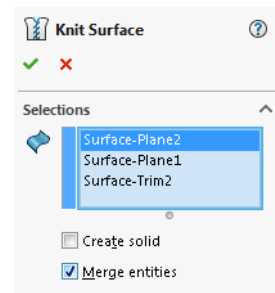 Knit Surface
Selections
Surface-Plane2
Surface-Plane1
Surface-Trim2
Create solid
Merge entities